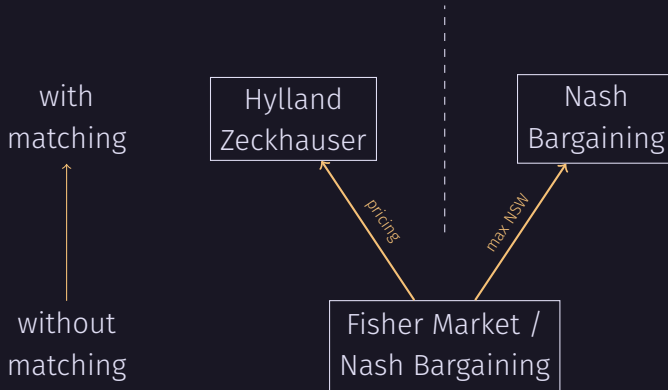 with
matching
Hylland
Zeckhauser
Nash
Bargaining
pricing
max NSW
without
matching
Fisher Market /
Nash Bargaining